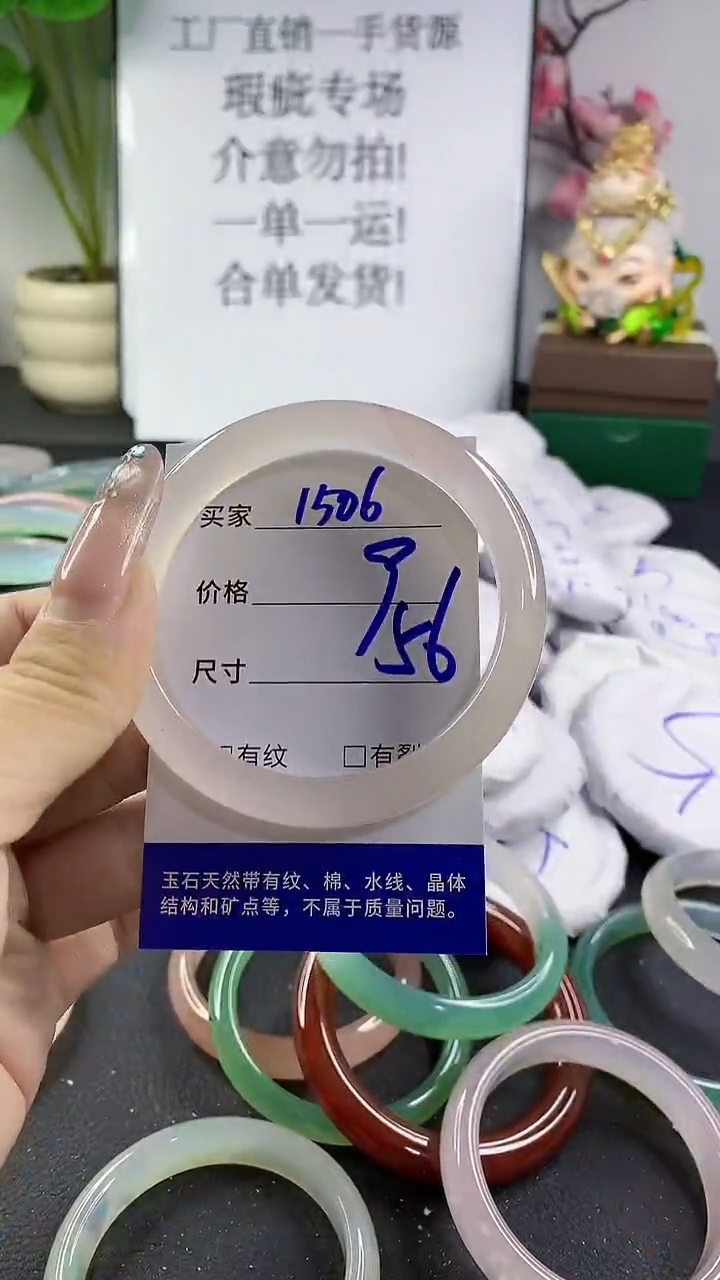 工厂直销一手货源
瑕疵专场
介意勿拍!
一单一运!
合单发货!
买家 1506
价格
尺寸 56
□有纹 □有裂
玉石天然带有纹、棉、水线、晶体
结构和矿点等，不属于质量问题。